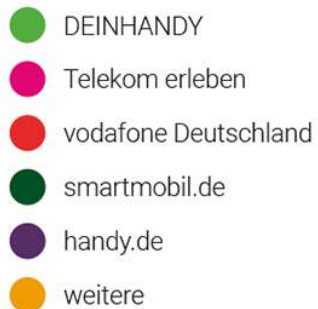 DEINHANDY
Telekom erleben
vodafone Deutschland
smartmobil.de
handy.de
weitere